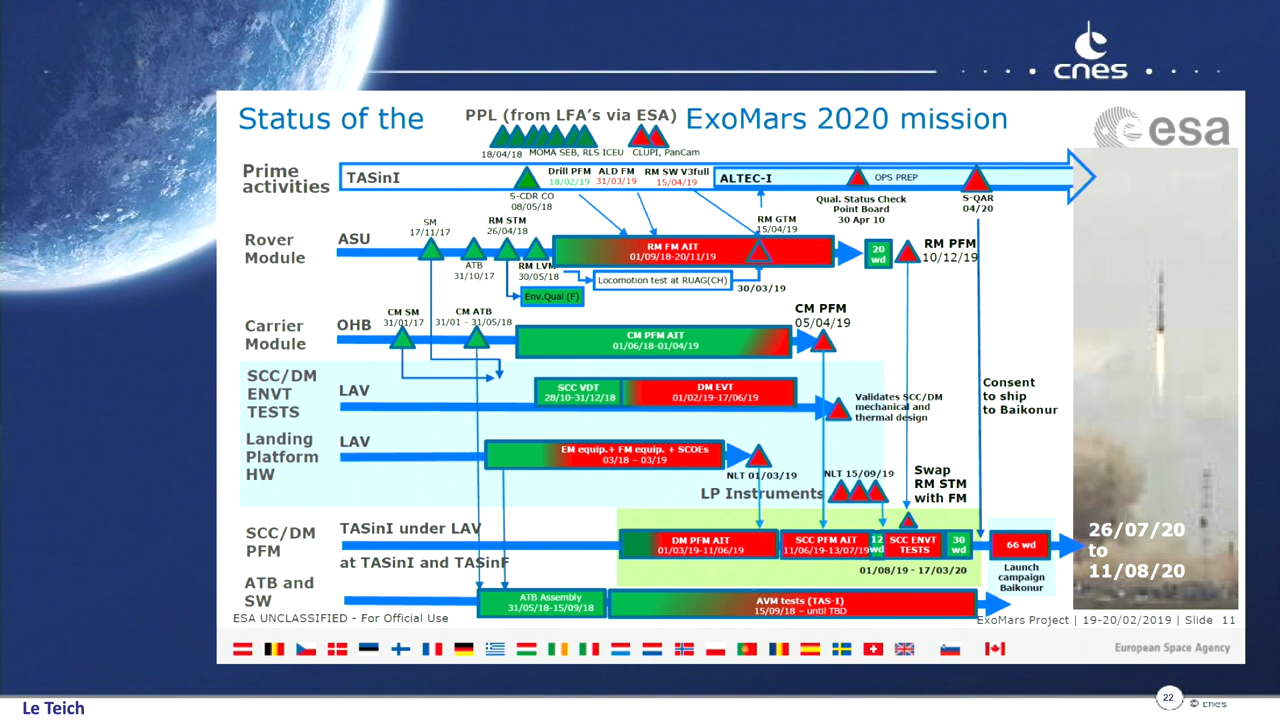 cnes
Status of the
PPL (from LFA's via ESA)
ExoMars 2020 mission
esa
18/04/18
MOMA SEB, RLS ICEU
CLUPI, PanCam
Prime
activities
TASinI
S-CDR CO
08/05/18
Drill PFM
18/02/19
ALD FM
31/03/19
RM SW V3full
15/04/19
ALTEC-I
OPS PREP
Qual. Status Check
Point Board
30 Apr 10
S-QAR
04/20
Rover
Module
ASU
SM
17/11/17
ATB
31/10/17
RM STM
26/04/18
RM LVM
30/05/18
RM FM AIT
01/09/18-20/11/19
RM GTM
15/04/19
20
wd
RM PFM
10/12/19
Env.Qual (F)
Locomotion test at RUAG(CH)
30/03/19
Carrier
Module
OHB
CM SM
31/01/17
CM ATB
31/01 - 31/05/18
CM PFM AIT
01/06/18-01/04/19
CM PFM
05/04/19
SCC/DM
ENVT
TESTS
LAV
SCC VDT
28/10-31/12/18
DM EVT
01/02/19-17/06/19
Validates SCC/DM
mechanical and
thermal design
Consent
to ship
to Baikonur
Landing
Platform
HW
LAV
EM equip.+ FM equip. + SCOEs
03/18 – 03/19
NLT 01/03/19
NLT 15/09/19
LP Instruments
Swap
RM STM
with FM
SCC/DM
PFM
TASinI under LAV
at TASinI and TASinF
DM PFM AIT
01/03/19-11/06/19
SCC PFM AIT
11/06/19-13/07/19
12
wd
SCC ENVT
TESTS
30
wd
01/08/19 - 17/03/20
66 wd
Launch
campaign
Baikonur
26/07/20
to
11/08/20
ATB and
SW
ATB Assembly
31/05/18-15/09/18
AVM tests (TAS-I)
15/09/18 – until TBD
ESA UNCLASSIFIED - For Official Use
ExoMars Project | 19-20/02/2019 | Slide 11
European Space Agency
Le Teich
22
© cnes